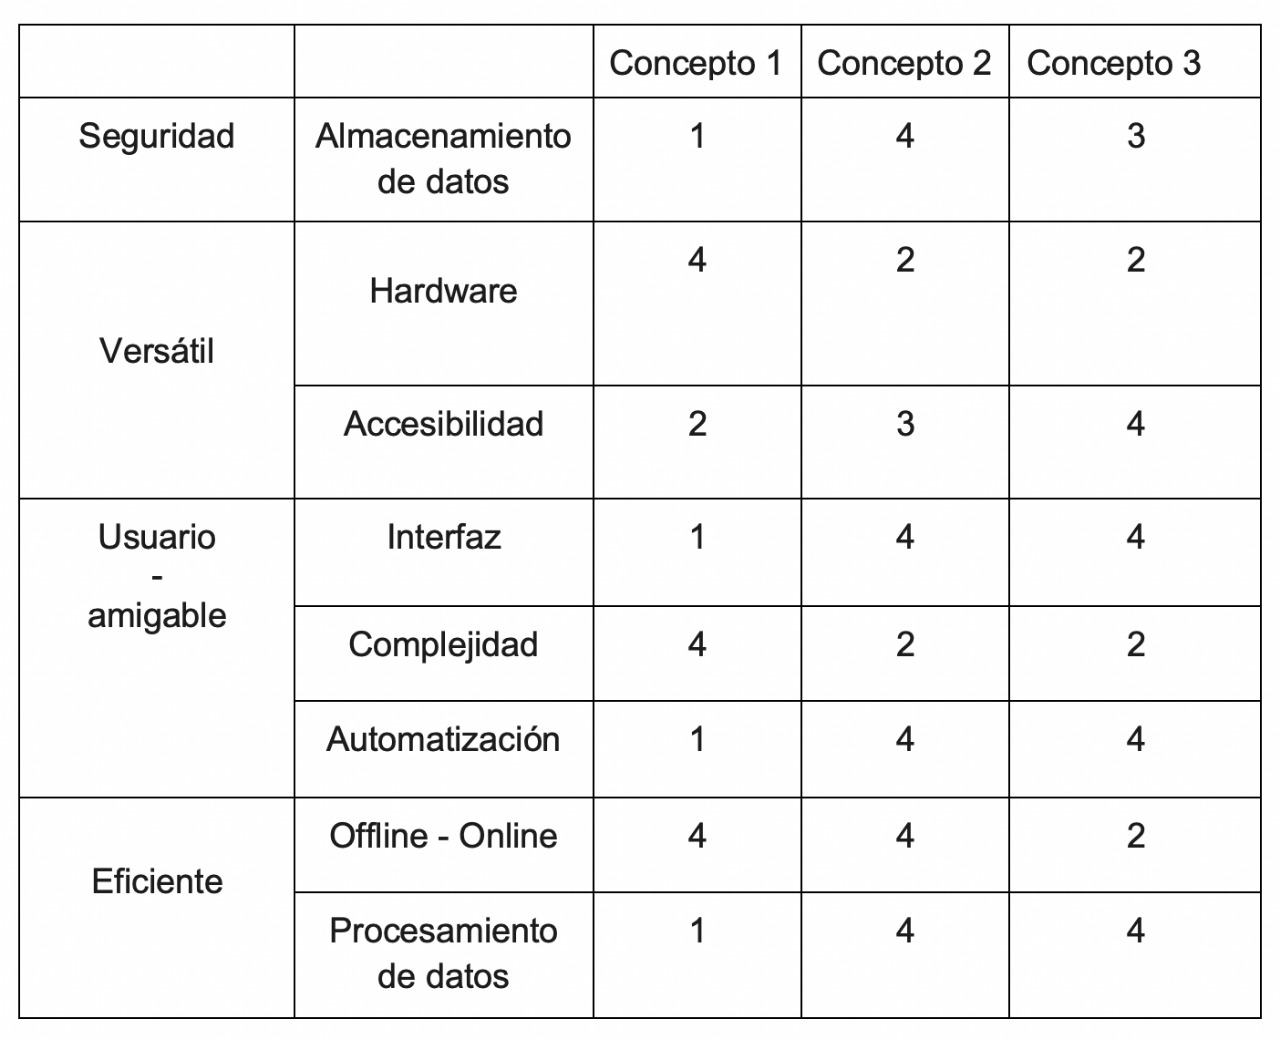 Concepto 1 Concepto 2 Concepto 3
Seguridad Almacenamiento de datos 1 4 3
Versátil Hardware 4 2 2
Accesibilidad 2 3 4
Usuario - amigable Interfaz 1 4 4
Complejidad 4 2 2
Automatización 1 4 4
Eficiente Offline - Online 4 4 2
Procesamiento de datos 1 4 4